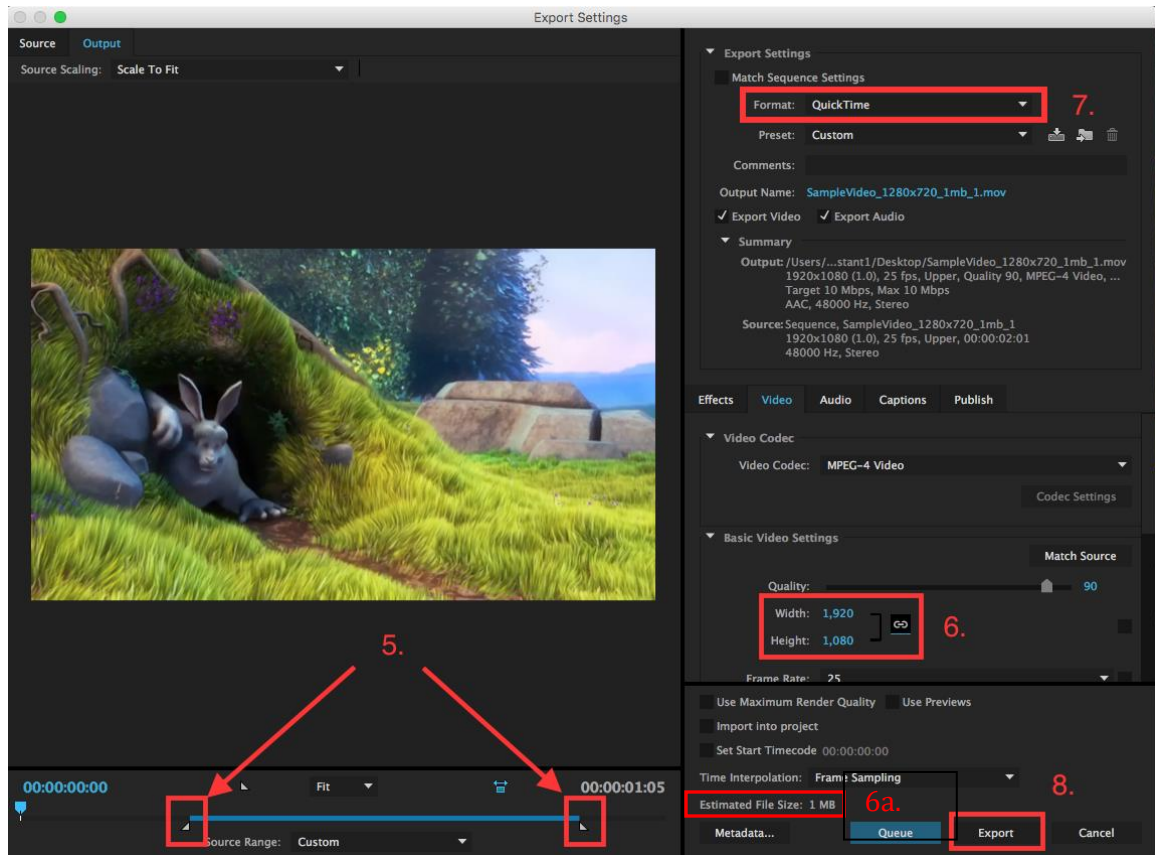 Export Settings
Source Output
Source Scaling: Scale To Fit
5.
00:00:00:00 Fit 00:00:01:05
Source Range: Custom
Export Settings
Match Sequence Settings
Format: QuickTime 7.
Preset: Custom
Comments:
Output Name: SampleVideo_1280x720_1mb_1.mov
Export Video Export Audio
Summary
Output: /Users/...stant1/Desktop/SampleVideo_1280x720_1mb_1.mov
1920x1080 (1.0), 25 fps, Upper, Quality 90, MPEG-4 Video, ...
Target 10 Mbps, Max 10 Mbps
AAC, 48000 Hz, Stereo
Source: Sequence, SampleVideo_1280x720_1mb_1
1920x1080 (1.0), 25 fps, Upper, 00:00:02:01
48000 Hz, Stereo
Effects Video Audio Captions Publish
Video Codec
Video Codec: MPEG-4 Video
Codec Settings
Basic Video Settings
Match Source
Quality: 90
Width: 1,920
6.
Height: 1,080
Frame Rate: 25
Use Maximum Render Quality Use Previews
Import into project
Set Start Timecode 00:00:00:00
Time Interpolation: Frame Sampling
8.
Estimated File Size: 1 MB 6a.
Metadata... Queue Export Cancel